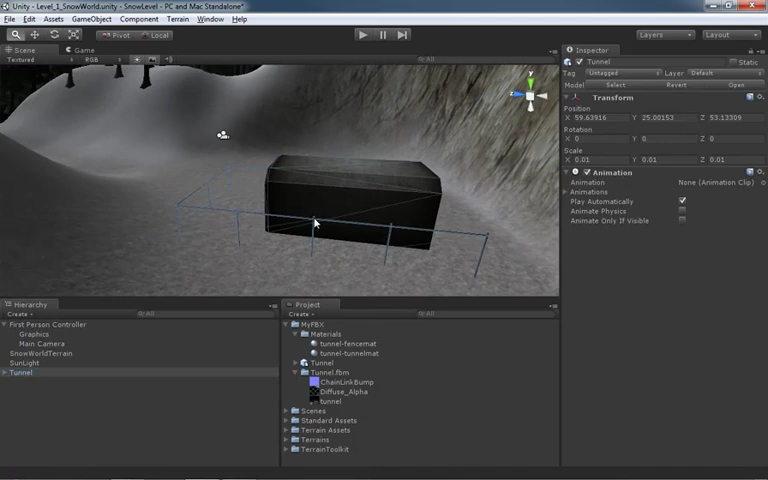 Unity - Level_1_SnowWorld.unity - SnowLevel - PC and Mac Standalone*
File Edit Assets GameObject Component Terrain Window Help
Pivot Local Layers Layout
Scene Game
Textured RGB All
Hierarchy
Create All
First Person Controller
Graphics
Main Camera
SnowWorldTerrain
SunLight
Tunnel
Project
Create All
MyFBX
Materials
tunnel-fencemat
tunnel-tunnelmat
Tunnel
Tunnel.fbm
ChainLinkBump
Diffuse_Alpha
tunnel
Scenes
Standard Assets
Terrain Assets
Terrains
TerrainToolkit
Inspector
Tunnel Static
Tag Untagged Layer Default
Model Select Revert Open
Transform
Position
X 59.63916 Y 25.00153 Z 53.13309
Rotation
X 0 Y 0 Z 0
Scale
X 0.01 Y 0.01 Z 0.01
Animation
Animation None (Animation Clip)
Animations
Play Automatically
Animate Physics
Animate Only If Visible
y
z